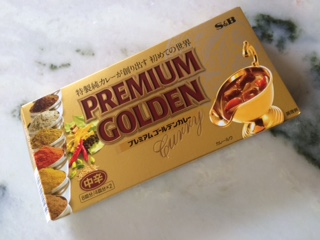 S&B
特製純カレーが創り出す 初めての世界
PREMIUM
GOLDEN
プレミアムゴールデンカレー
Curry
中辛